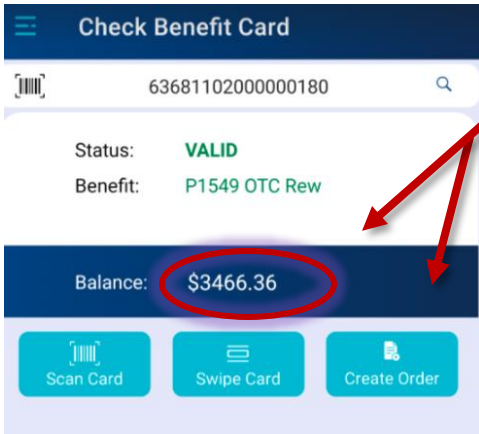 Check Benefit Card
63681102000000180
Status: VALID
Benefit: P1549 OTC Rew
Balance: $3466.36
Scan Card Swipe Card Create Order